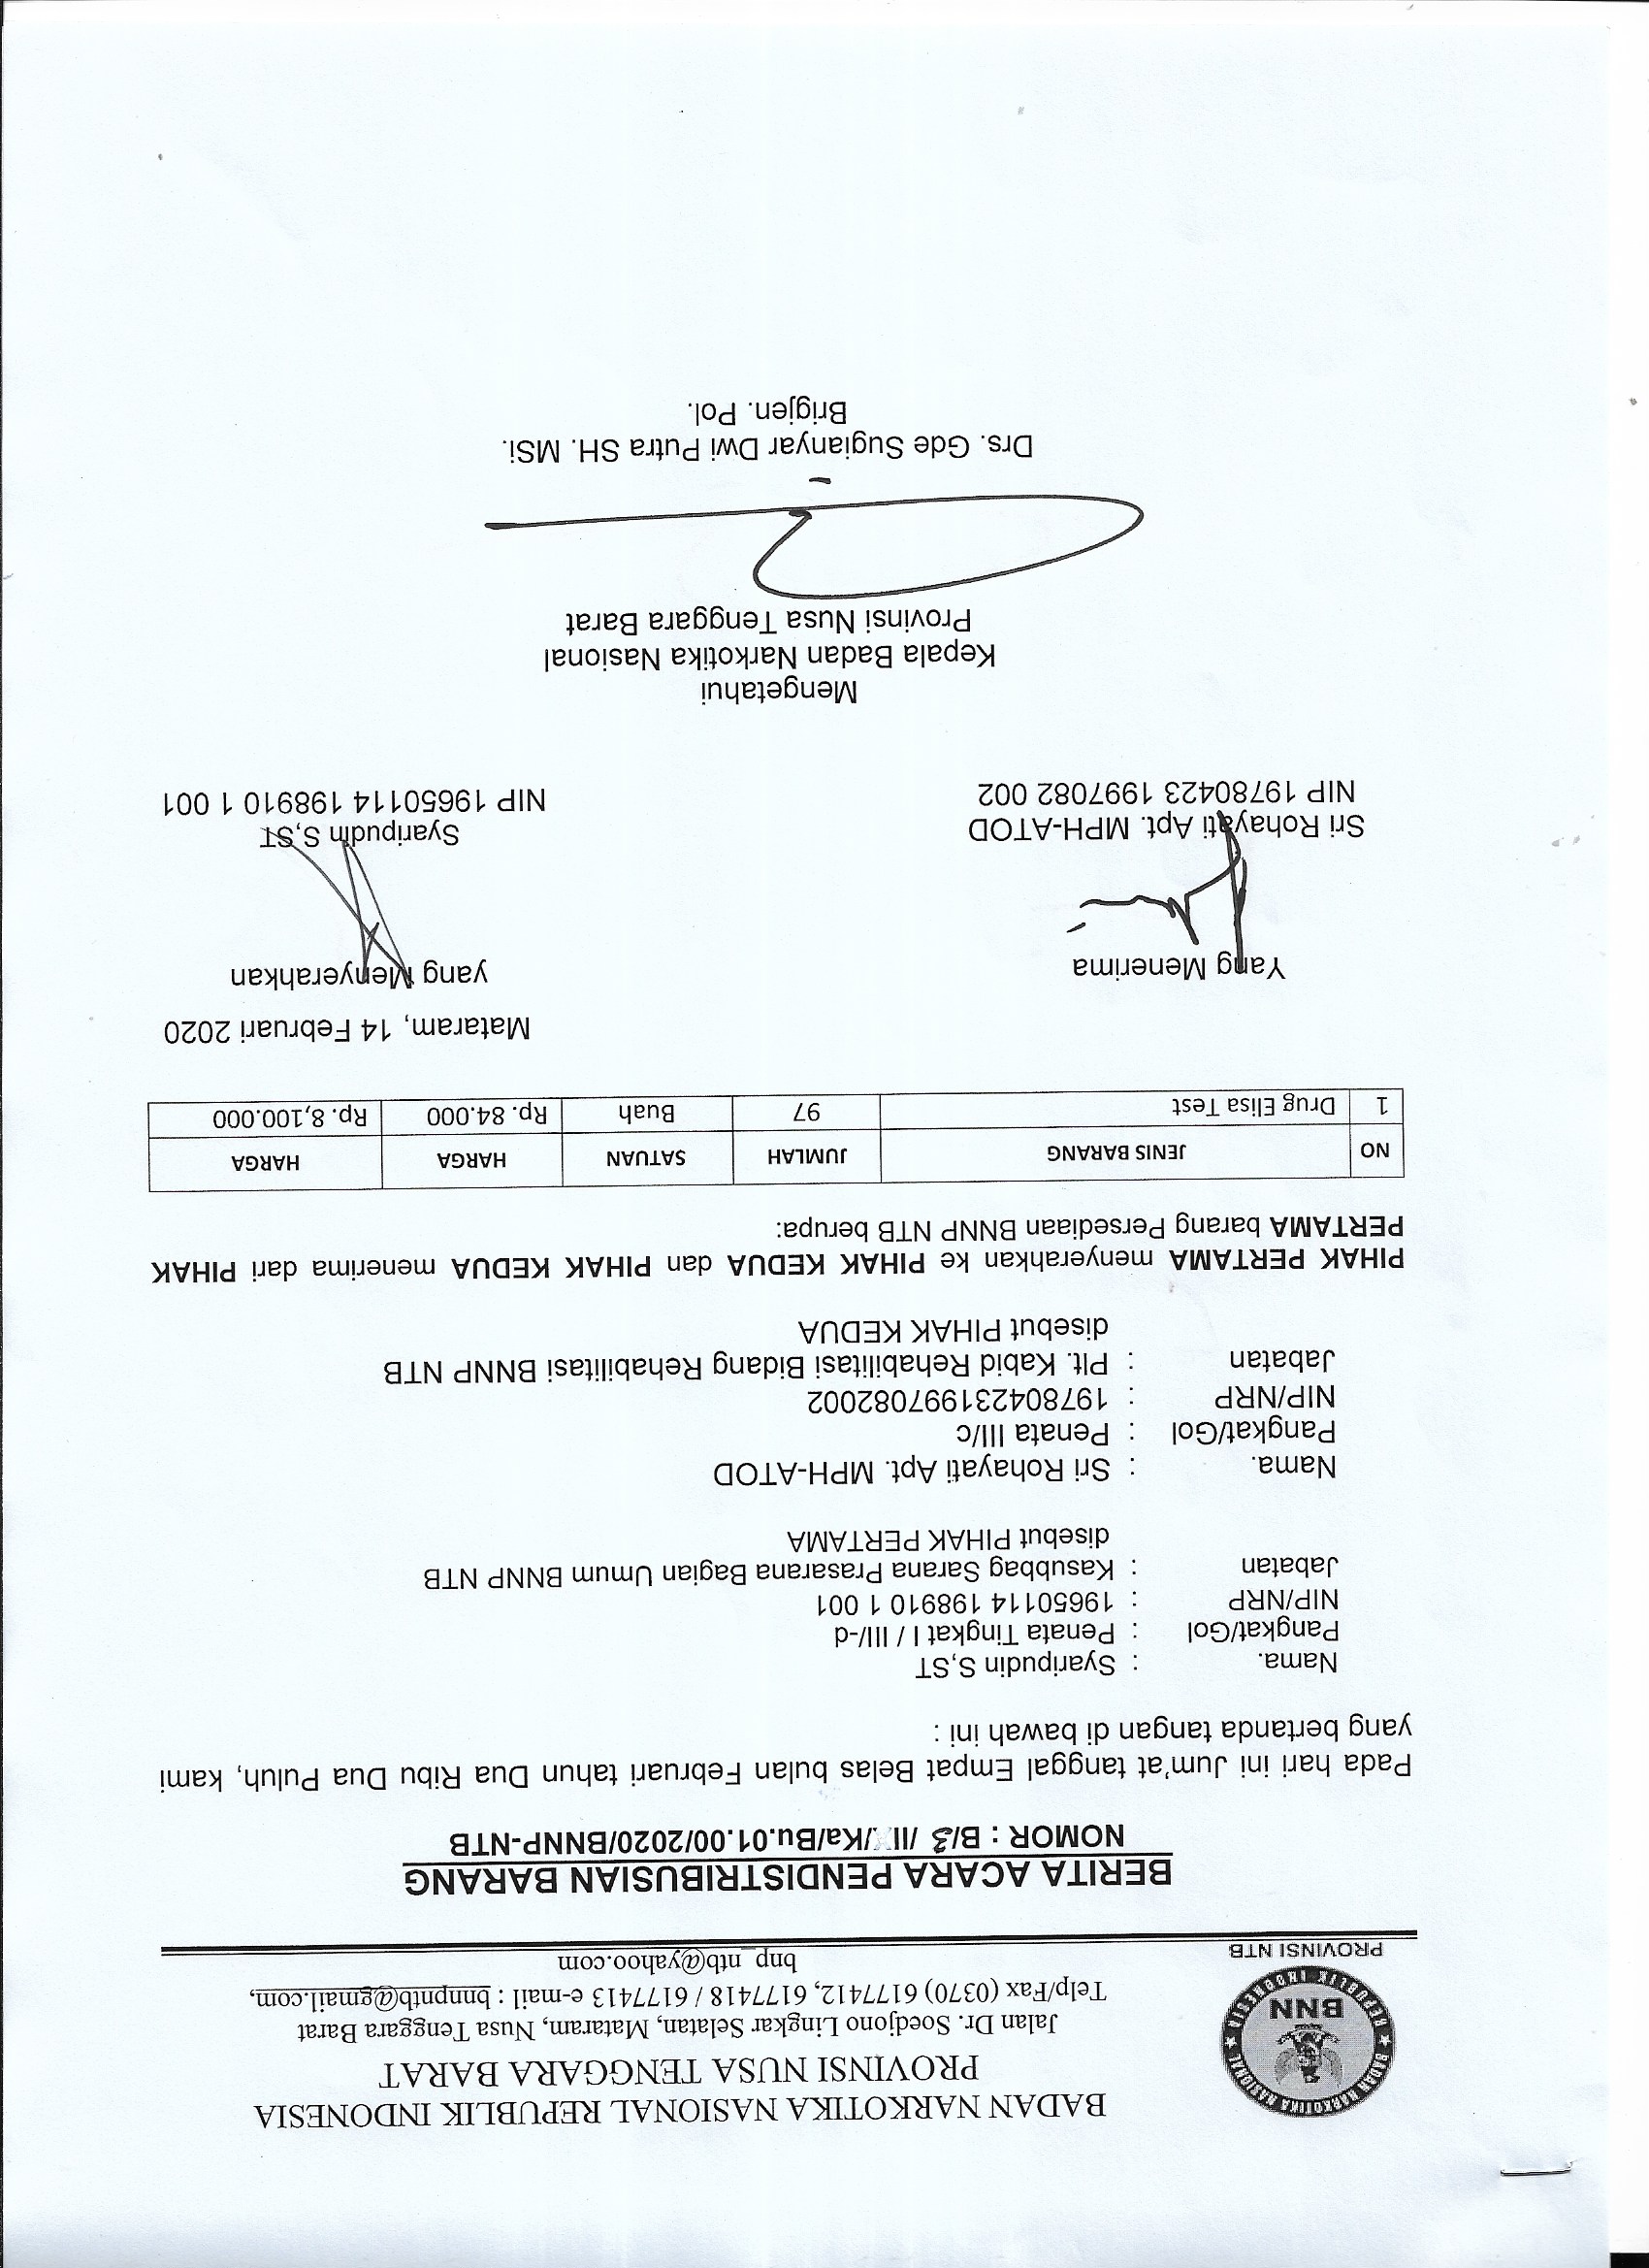 BADAN NARKOTIKA NASIONAL REPUBLIK INDONESIA
PROVINSI NUSA TENGGARA BARAT
Jalan Dr. Soedjono Lingkar Selatan, Mataram, Nusa Tenggara Barat
Telp/Fax (0370) 6177412, 6177418 / 6177413 e-mail : bnnpntb@gmail.com,
bnp_ntb@yahoo.com
BADAN NARKOTIKA NASIONAL
BNN
REPUBLIK INDONESIA
PROVINSI NTB
BERITA ACARA PENDISTRIBUSIAN BARANG
NOMOR : B/3 /II /Ka/Bu.01.00/2020/BNNP-NTB
Pada hari ini Jum'at tanggal Empat Belas bulan Februari tahun Dua Ribu Dua Puluh, kami
yang bertanda tangan di bawah ini :
Nama. : Syaripudin S,ST
Pangkat/Gol : Penata Tingkat I / III/-d
NIP/NRP : 19650114 198910 1 001
Jabatan : Kasubbag Sarana Prasarana Bagian Umum BNNP NTB
disebut PIHAK PERTAMA
Nama. : Sri Rohayati Apt. MPH-ATOD
Pangkat/Gol : Penata III/c
NIP/NRP : 197804231997082002
Jabatan : Plt. Kabid Rehabilitasi Bidang Rehabilitasi BNNP NTB
disebut PIHAK KEDUA
PIHAK PERTAMA menyerahkan ke PIHAK KEDUA dan PIHAK KEDUA menerima dari PIHAK
PERTAMA barang Persediaan BNNP NTB berupa:
NO JENIS BARANG JUMLAH SATUAN HARGA HARGA
1 Drug Elisa Test 97 Buah Rp. 84.000 Rp. 8,100.000
Mataram, 14 Februari 2020
Yang Menerima yang Menyerahkan
Sri Rohayati Apt. MPH-ATOD Syaripudin S,ST
NIP 19780423 1997082 002 NIP 19650114 198910 1 001
Mengetahui
Kepala Badan Narkotika Nasional
Provinsi Nusa Tenggara Barat
Drs. Gde Sugianyar Dwi Putra SH. MSi.
Brigjen. Pol.